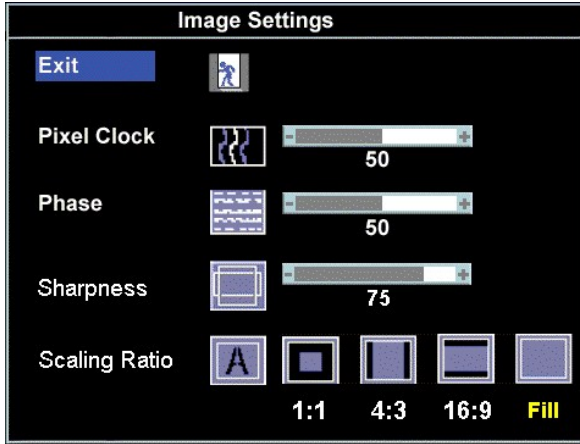 Image Settings
Exit
Pixel Clock
- +
50
Phase
- +
50
Sharpness
- +
75
Scaling Ratio
A
1:1 4:3 16:9 Fill